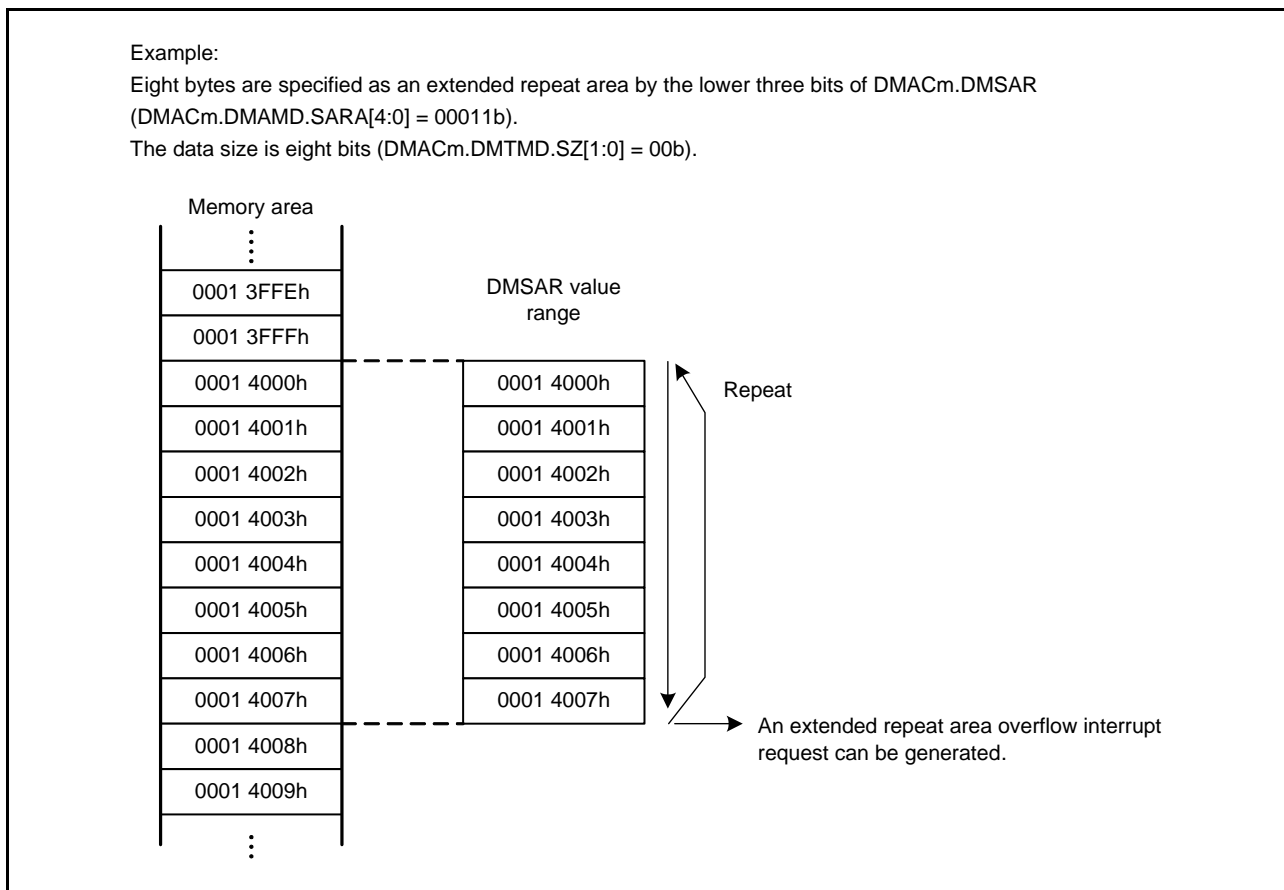 Example:
Eight bytes are specified as an extended repeat area by the lower three bits of DMACm.DMSAR
(DMACm.DMAMD.SARA[4:0] = 00011b).
The data size is eight bits (DMACm.DMTMD.SZ[1:0] = 00b).
Memory area
0001 3FFEh
0001 3FFFh
0001 4000h
0001 4001h
0001 4002h
0001 4003h
0001 4004h
0001 4005h
0001 4006h
0001 4007h
0001 4008h
0001 4009h
DMSAR value
range
0001 4000h
0001 4001h
0001 4002h
0001 4003h
0001 4004h
0001 4005h
0001 4006h
0001 4007h
Repeat
An extended repeat area overflow interrupt
request can be generated.